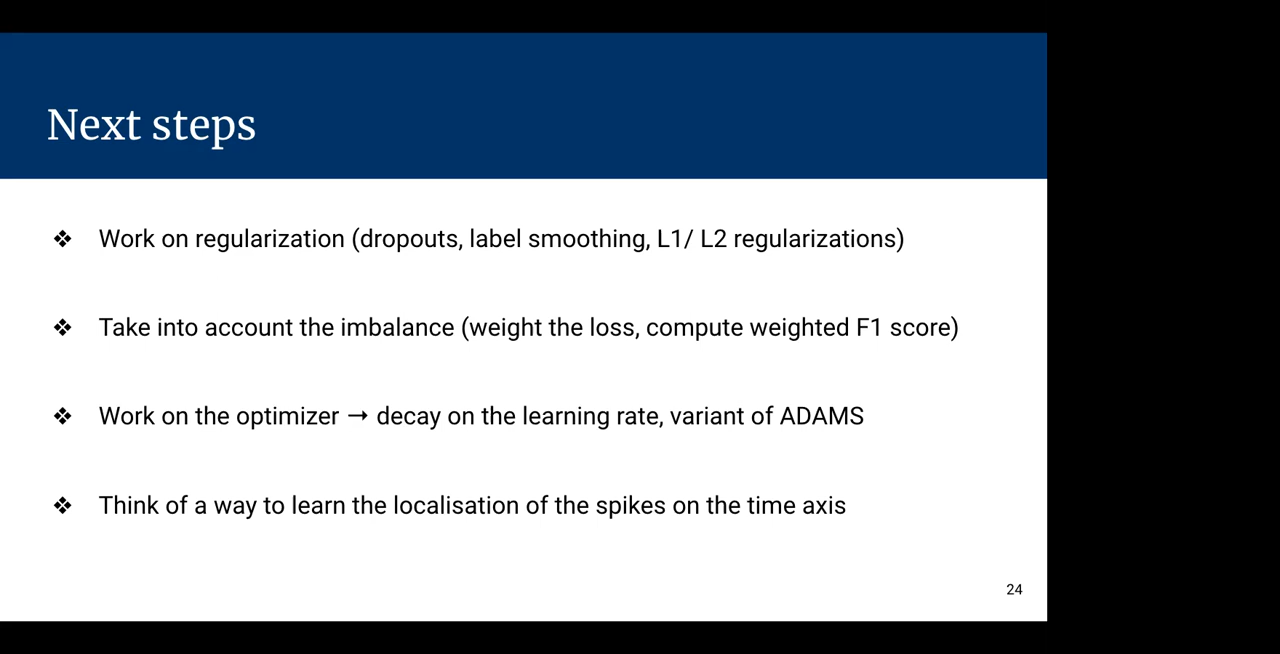 Next steps
❖ Work on regularization (dropouts, label smoothing, L1/ L2 regularizations)
❖ Take into account the imbalance (weight the loss, compute weighted F1 score)
❖ Work on the optimizer → decay on the learning rate, variant of ADAMS
❖ Think of a way to learn the localisation of the spikes on the time axis
24